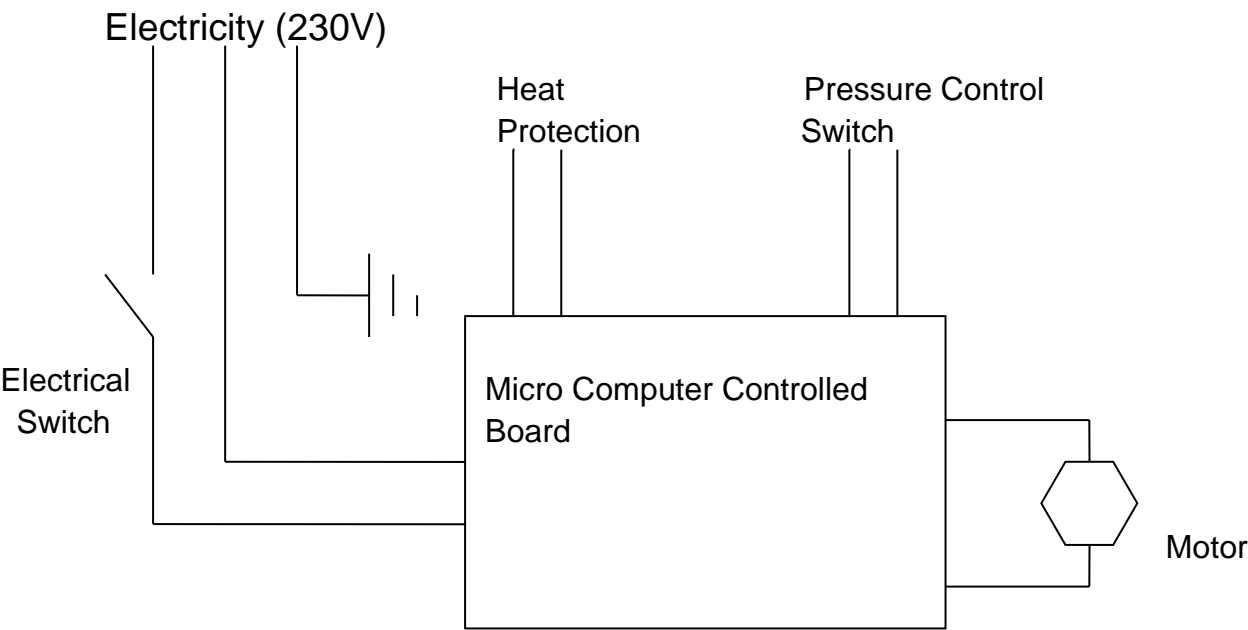 Electricity (230V)
Heat
Protection
Pressure Control
Switch
Electrical
Switch
Micro Computer Controlled
Board
Motor